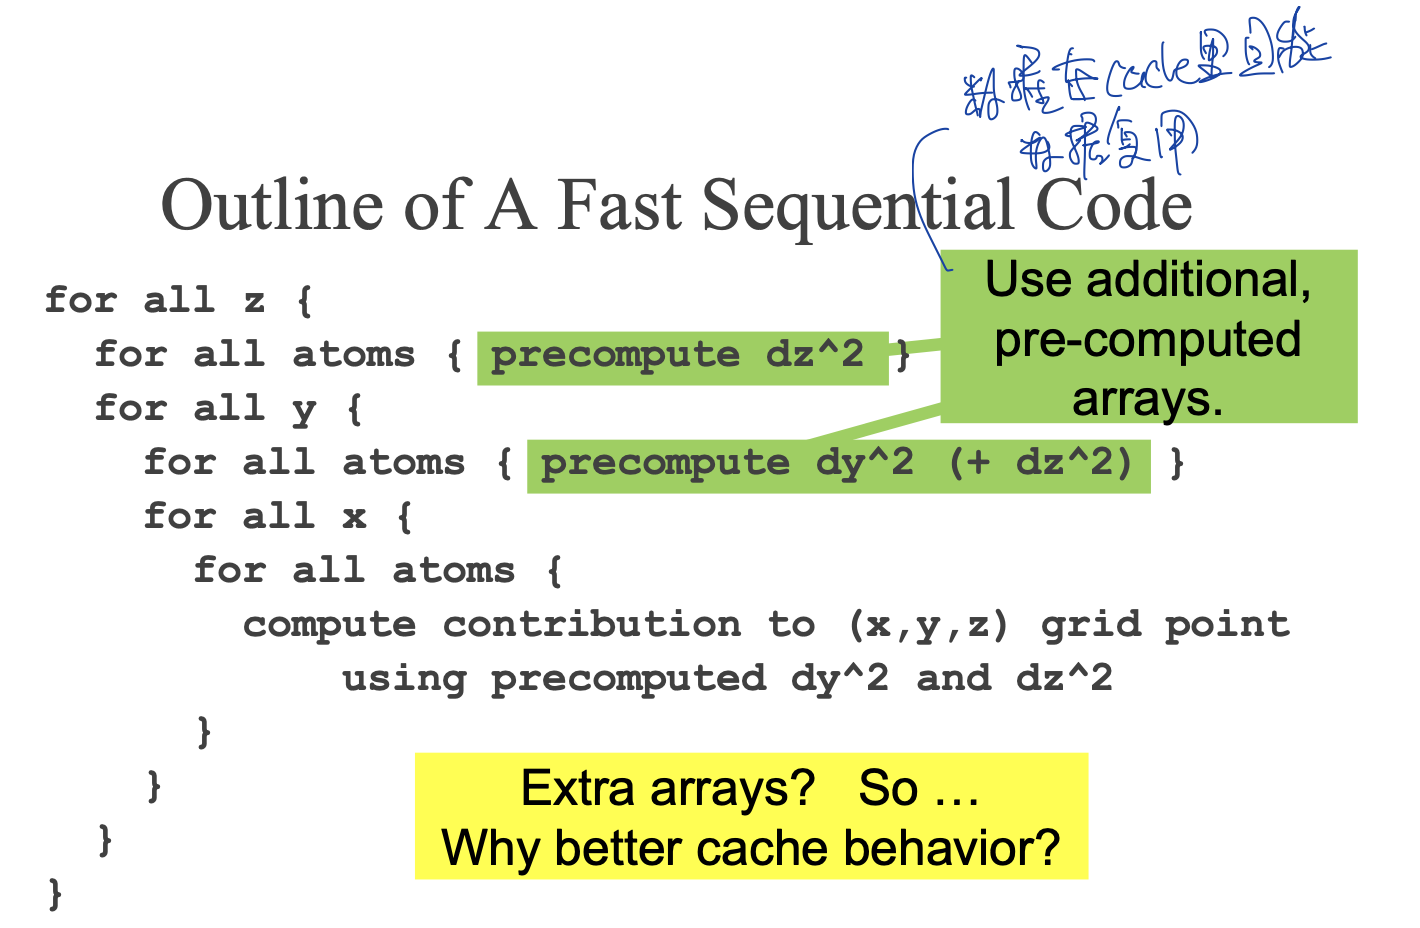 数据在cache里且能
数据复用
Outline of A Fast Sequential Code
Use additional,
pre-computed
arrays.
for all z {
for all atoms { precompute dz^2 }
for all y {
for all atoms { precompute dy^2 (+ dz^2) }
for all x {
for all atoms {
compute contribution to (x,y,z) grid point
using precomputed dy^2 and dz^2
}
}
}
}
Extra arrays? So …
Why better cache behavior?